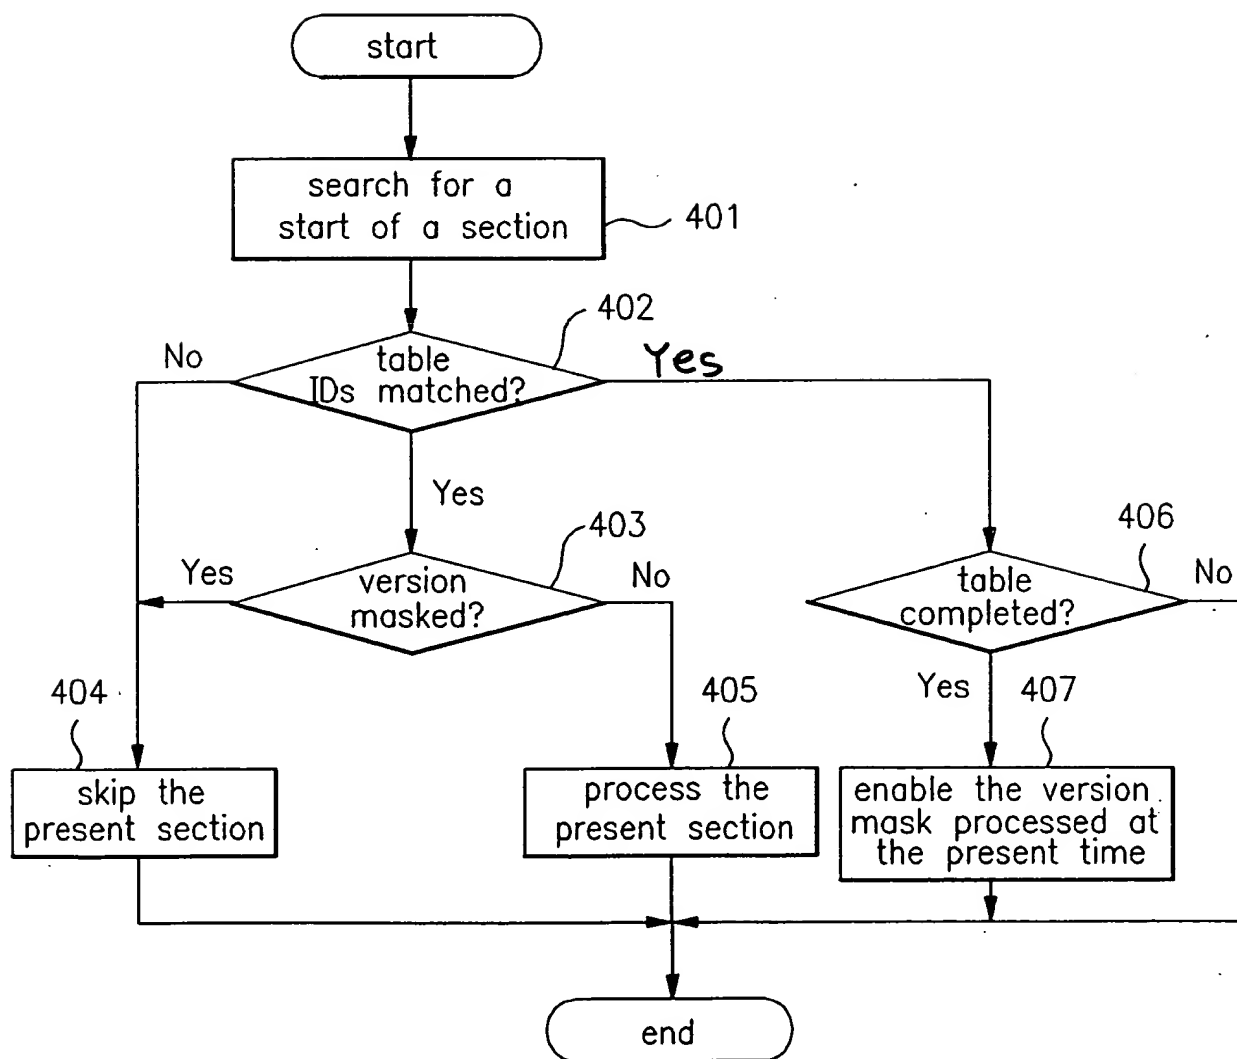 start
search for a
start of a section
401
402
No
table
IDs matched?
Yes
Yes
403
Yes
version
masked?
No
406
table
completed?
No
404
skip the
present section
405
process the
present section
Yes
407
enable the version
mask processed at
the present time
end